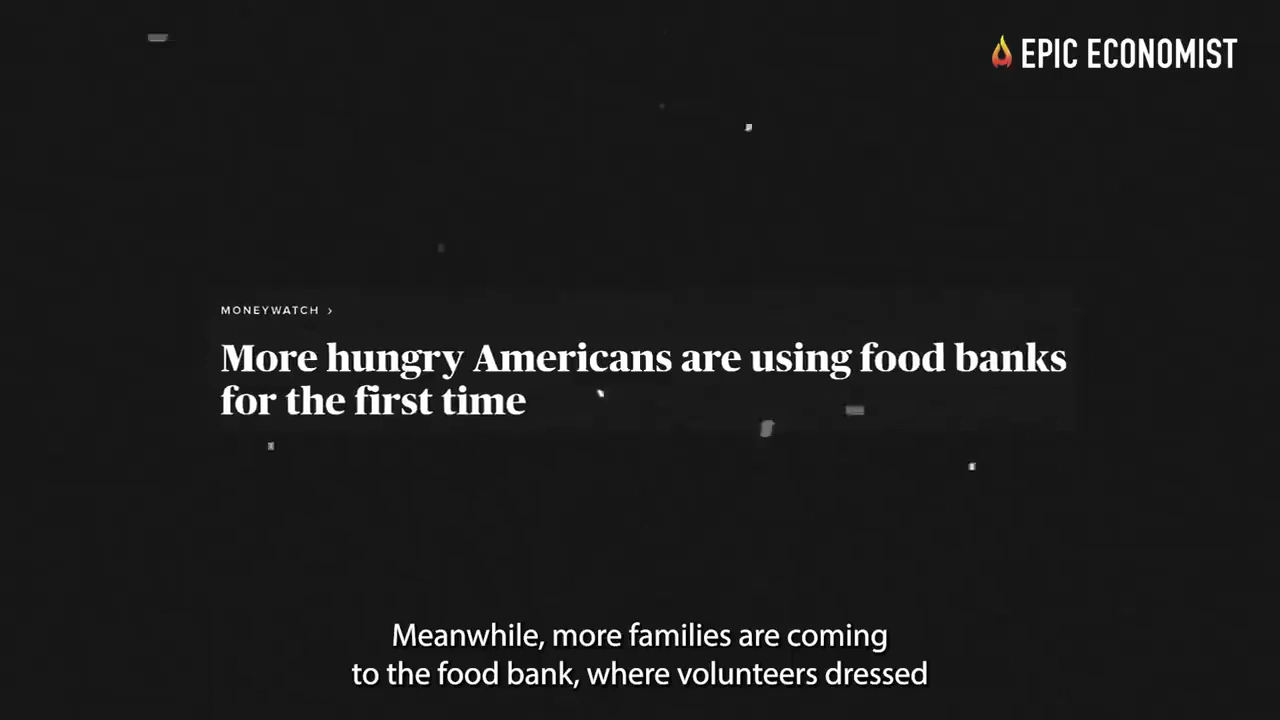 EPIC ECONOMIST
MONEYWATCH >
More hungry Americans are using food banks
for the first time
Meanwhile, more families are coming
to the food bank, where volunteers dressed